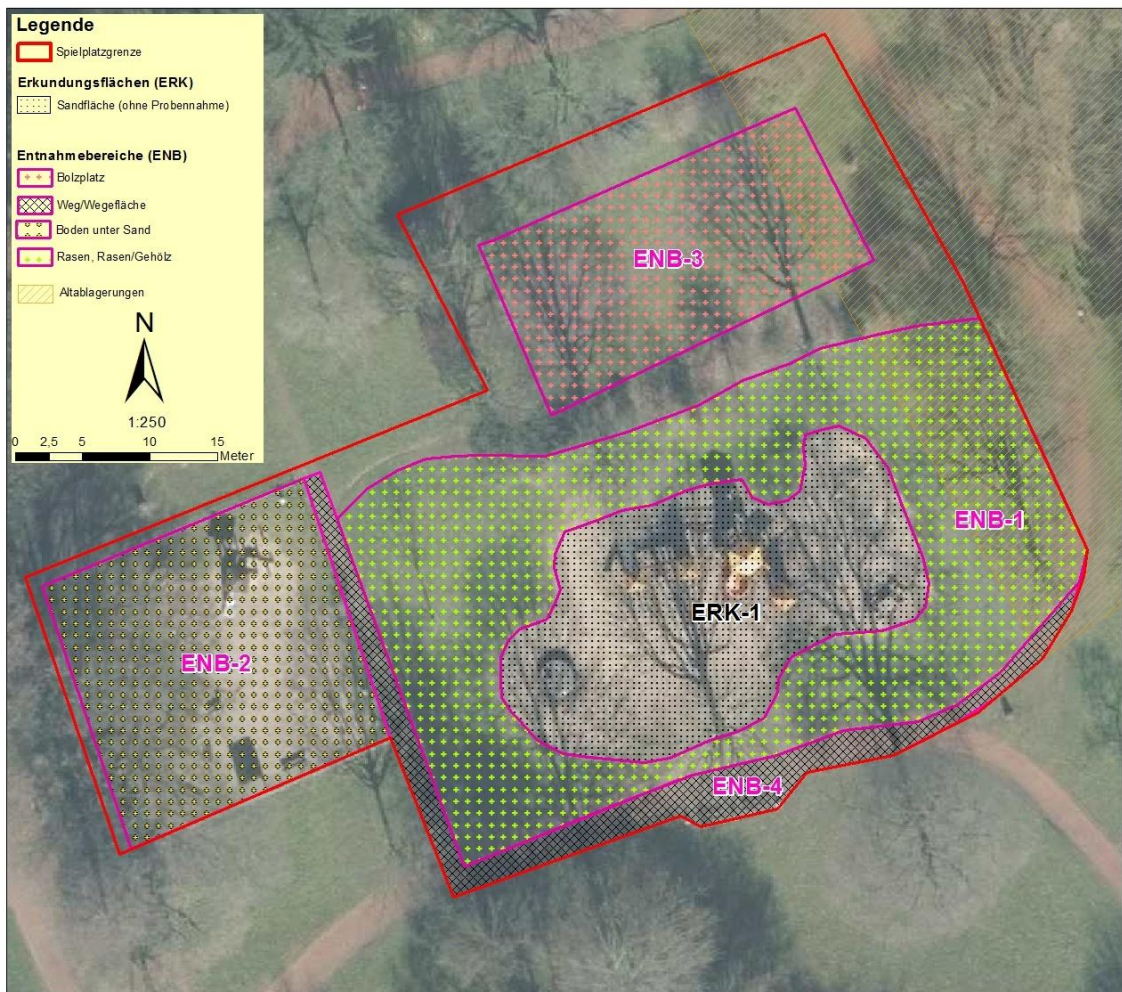 Legende
Spielplatzgrenze
Erkundungsflächen (ERK)
Sandfläche (ohne Probennahme)
Entnahmebereiche (ENB)
Bolzplatz
Weg/Wegefläche
Boden unter Sand
Rasen, Rasen/Gehölz
Altablagerungen
N
1:250
0 2,5 5 10 15
Meter
ENB-3
ENB-1
ERK-1
ENB-2
ENB-4